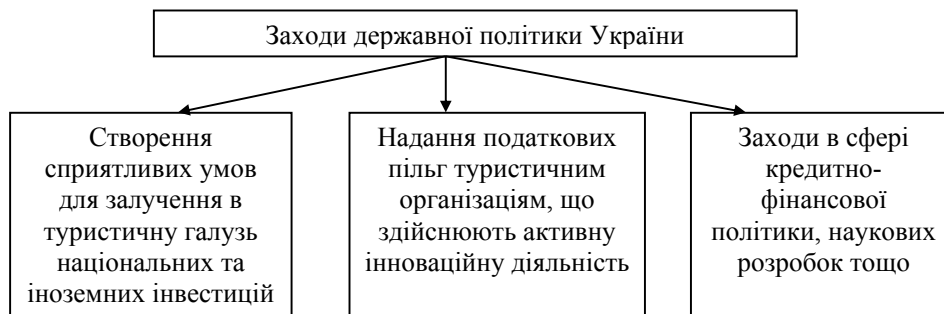 Заходи державної політики України
Створення
сприятливих умов
для залучення в
туристичну галузь
національних та
іноземних інвестицій
Надання податкових
пільг туристичним
організаціям, що
здійснюють активну
інноваційну діяльність
Заходи в сфері
кредитно-
фінансової
політики, наукових
розробок тощо